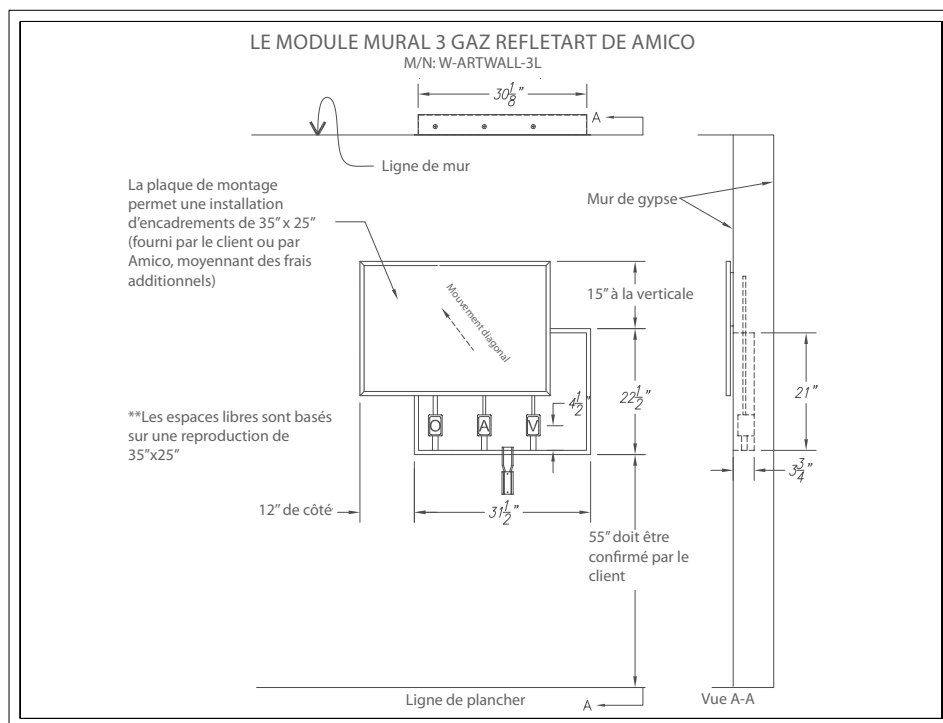 LE MODULE MURAL 3 GAZ REFLETART DE AMICO
M/N: W-ARTWALL-3L
30 1/8"
A
Ligne de mur
La plaque de montage
permet une installation
d'encadrements de 35" x 25"
(fourni par le client ou par
Amico, moyennant des frais
additionnels)
Mur de gypse
Mouvement diagonal
15" à la verticale
22 1/2"
4 1/2"
21"
**Les espaces libres sont basés
sur une reproduction de
35"x25"
O A V
3 3/4"
12" de côté
31 1/2"
55" doit être
confirmé par le
client
Ligne de plancher
A
Vue A-A